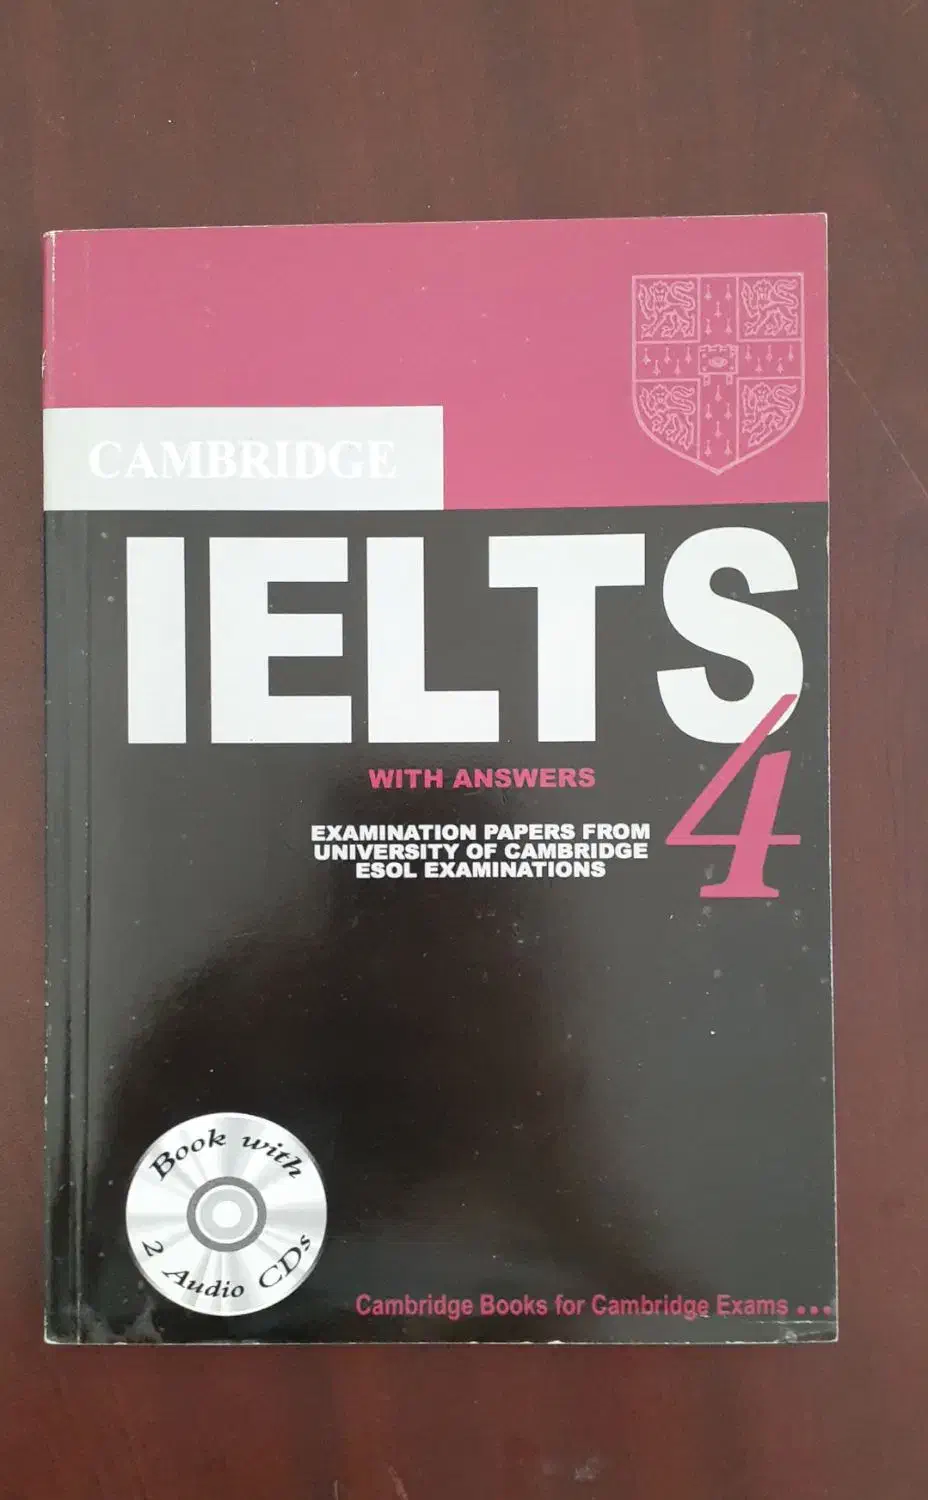 CAMBRIDGE
IELTS
4
WITH ANSWERS
EXAMINATION PAPERS FROM
UNIVERSITY OF CAMBRIDGE
ESOL EXAMINATIONS
Book with
2 Audio CDs
Cambridge Books for Cambridge Exams ...